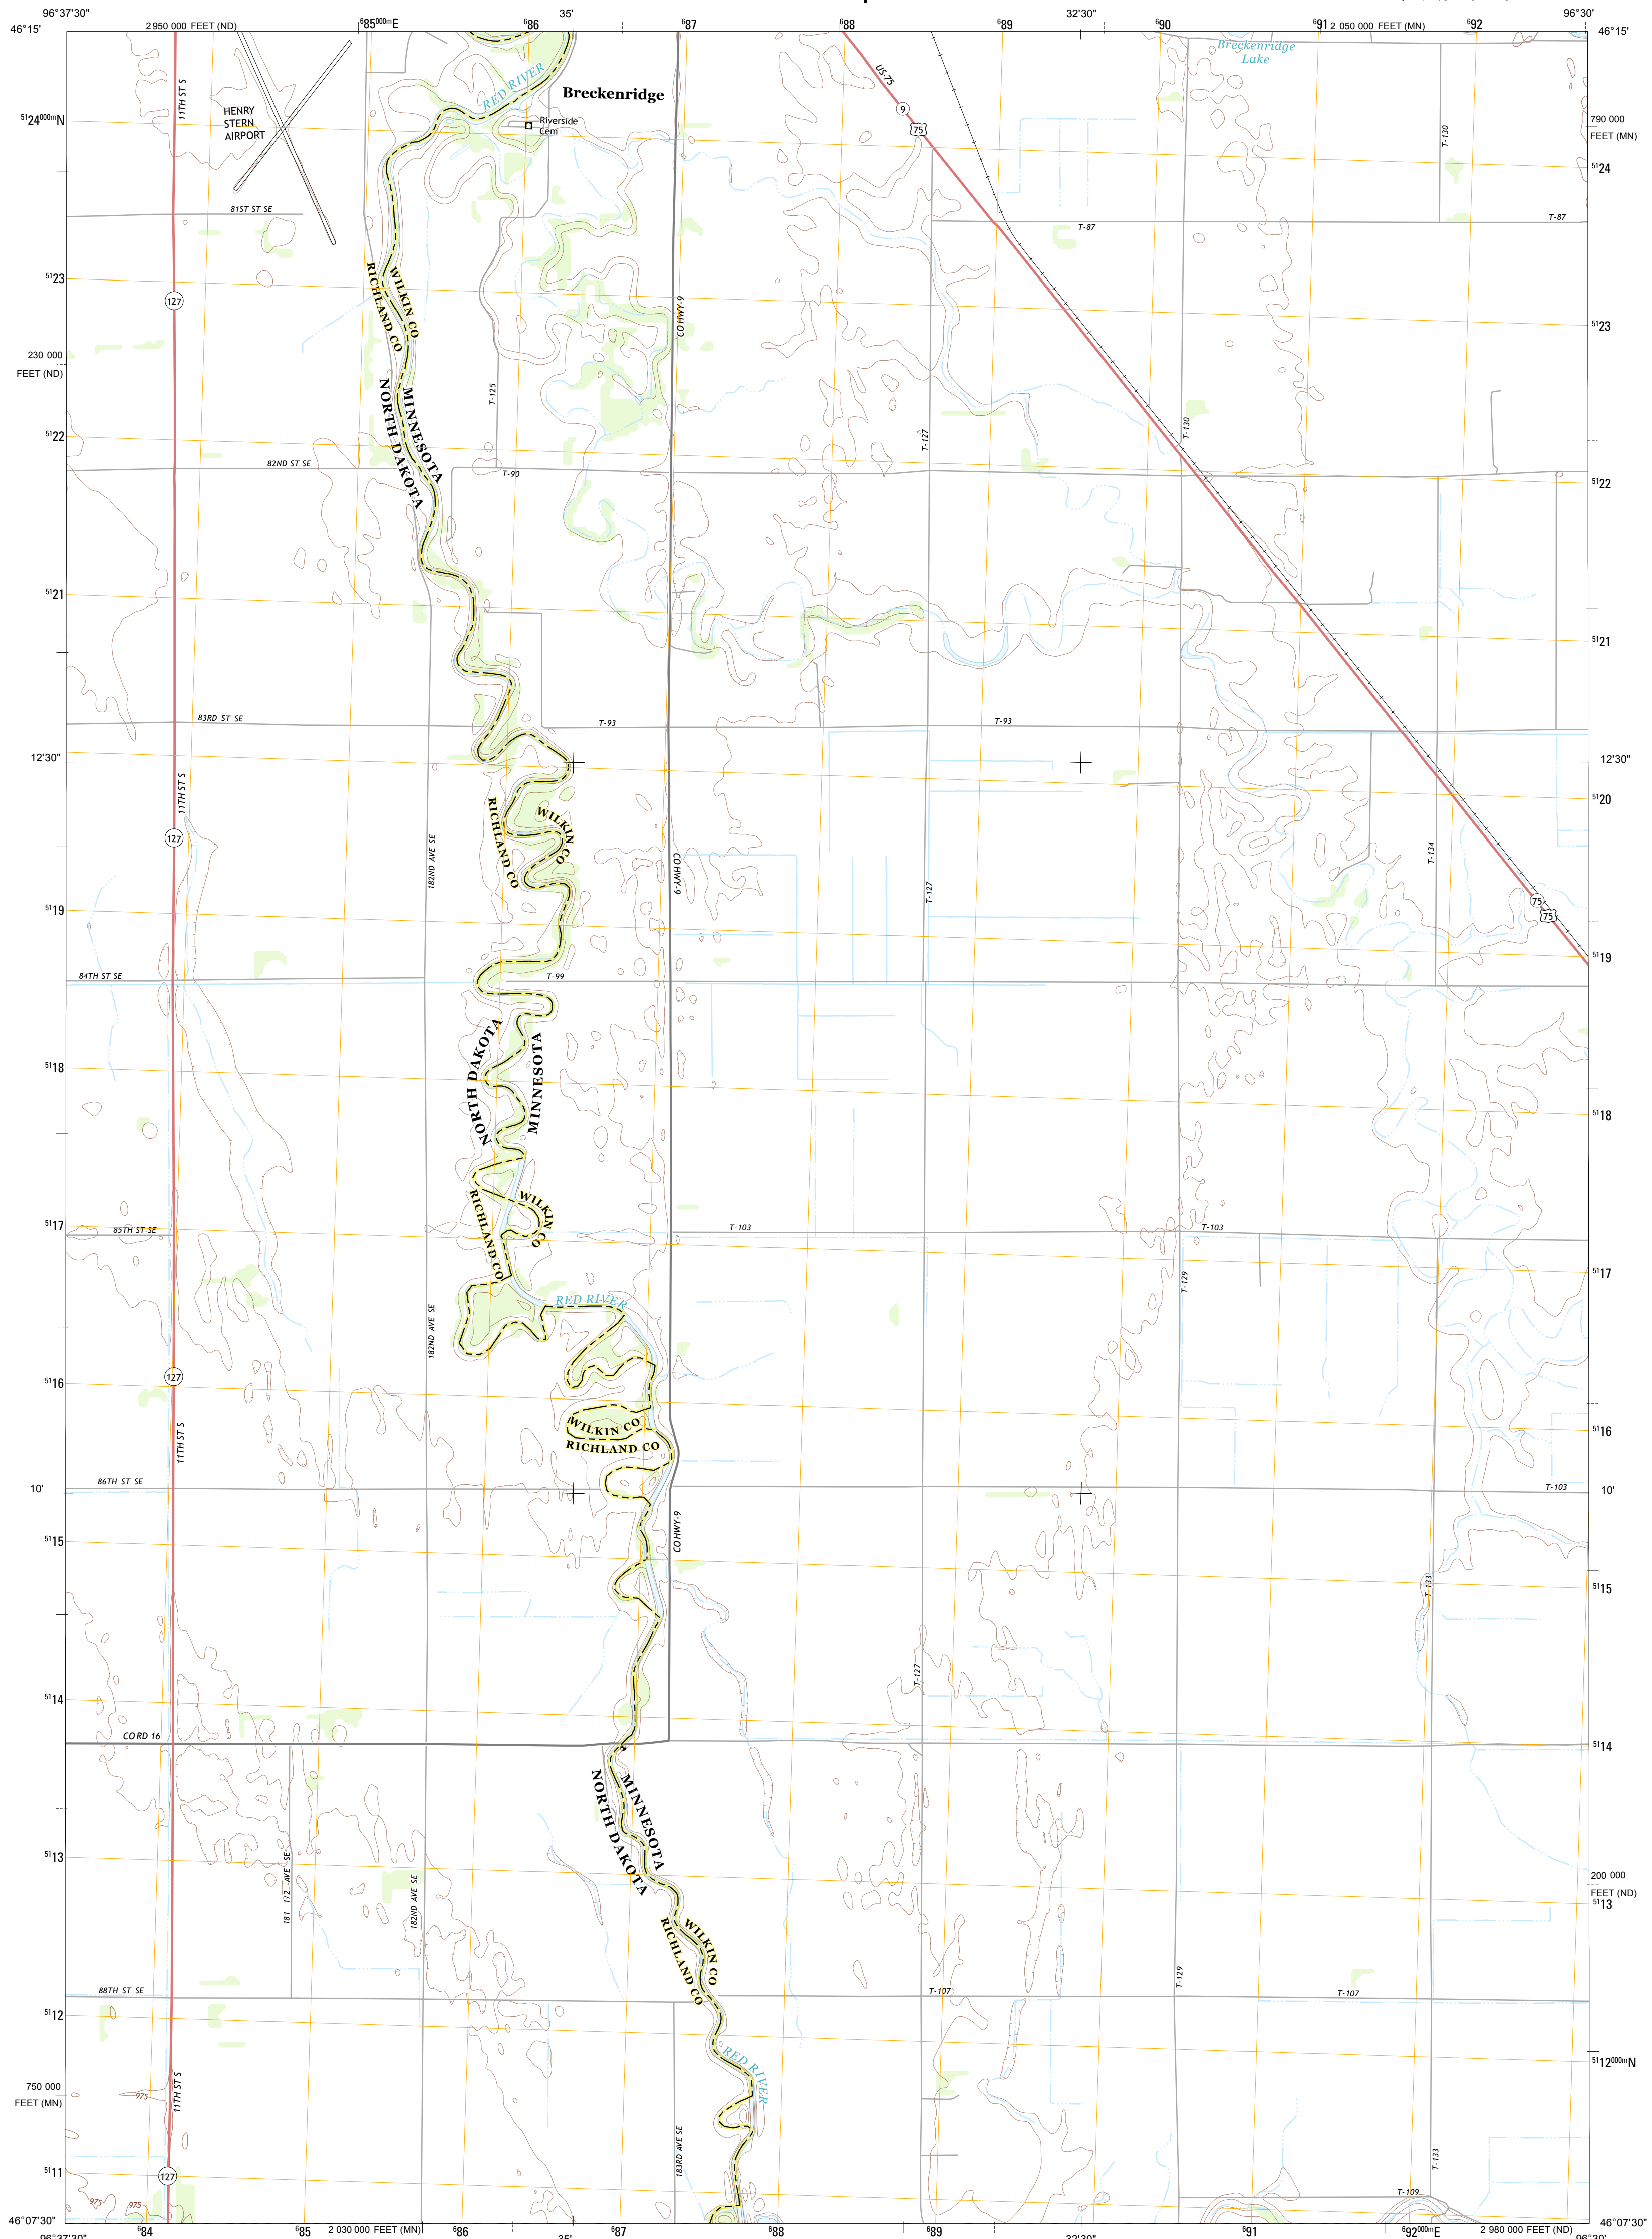 96°37'30"
2 950 000 FEET (ND)
⁶85⁰⁰⁰ᵐE
⁶86
35'
⁶87
⁶88
⁶89
32'30"
⁶90
⁶91
2 050 000 FEET (MN)
⁶92
96°30'
46°15'
46°15'
11TH ST S
HENRY
STERN
AIRPORT
RED RIVER
Breckenridge
Riverside
Cem
US-75
9
75
Breckenridge
Lake
T-130
⁵¹24⁰⁰⁰ᵐN
790 000
FEET (MN)
⁵¹24
81ST ST SE
T-87
T-87
⁵¹23
127
RICHLAND CO
WILKIN CO
CO HWY-9
⁵¹23
230 000
FEET (ND)
NORTH DAKOTA
MINNESOTA
T-125
T-127
T-130
⁵¹22
82ND ST SE
T-90
⁵¹22
⁵¹21
⁵¹21
83RD ST SE
T-93
T-93
12'30"
12'30"
11TH ST S
127
182ND AVE SE
RICHLAND CO
WILKIN CO
CO HWY-9
T-127
T-134
⁵¹20
⁵¹19
75
75
⁵¹19
84TH ST SE
T-99
NORTH DAKOTA
MINNESOTA
⁵¹18
⁵¹18
RICHLAND CO
WILKIN CO
⁵¹17
85TH ST SE
T-103
T-103
⁵¹17
182ND AVE SE
RED RIVER
T-129
127
⁵¹16
WILKIN CO
RICHLAND CO
⁵¹16
11TH ST S
86TH ST SE
10'
T-103
10'
CO HWY-9
⁵¹15
T-133
⁵¹15
T-127
⁵¹14
CO RD 16
⁵¹14
NORTH DAKOTA
MINNESOTA
⁵¹13
181 1/2 AVE SE
182ND AVE SE
200 000
FEET (ND)
⁵¹13
RICHLAND CO
WILKIN CO
T-129
88TH ST SE
T-107
T-107
⁵¹12
RED RIVER
⁵¹12⁰⁰⁰ᵐN
750 000
FEET (MN)
975
11TH ST S
183RD AVE SE
T-133
⁵¹11
127
975
975
T-109
46°07'30"
46°07'30"
⁶84
⁶85
2 030 000 FEET (MN)
⁶86
⁶87
⁶88
⁶89
⁶91
⁶92⁰⁰⁰ᵐE
2 980 000 FEET (ND)
96°37'30"
35'
32'30"
96°30'